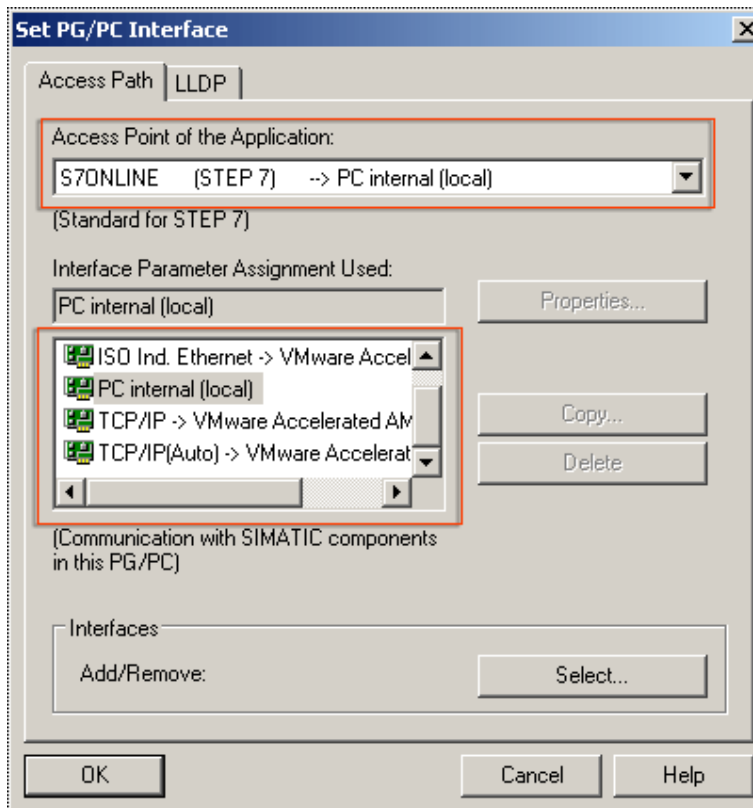 Set PG/PC Interface
Access Path
LLDP
Access Point of the Application:
S7ONLINE (STEP 7) --> PC internal (local)
(Standard for STEP 7)
Interface Parameter Assignment Used:
PC internal (local)
Properties...
ISO Ind. Ethernet -> VMware Accel
PC internal (local)
TCP/IP -> VMware Accelerated AM
TCP/IP(Auto) -> VMware Accelerat
Copy...
Delete
(Communication with SIMATIC components
in this PG/PC)
Interfaces
Add/Remove:
Select...
OK
Cancel
Help